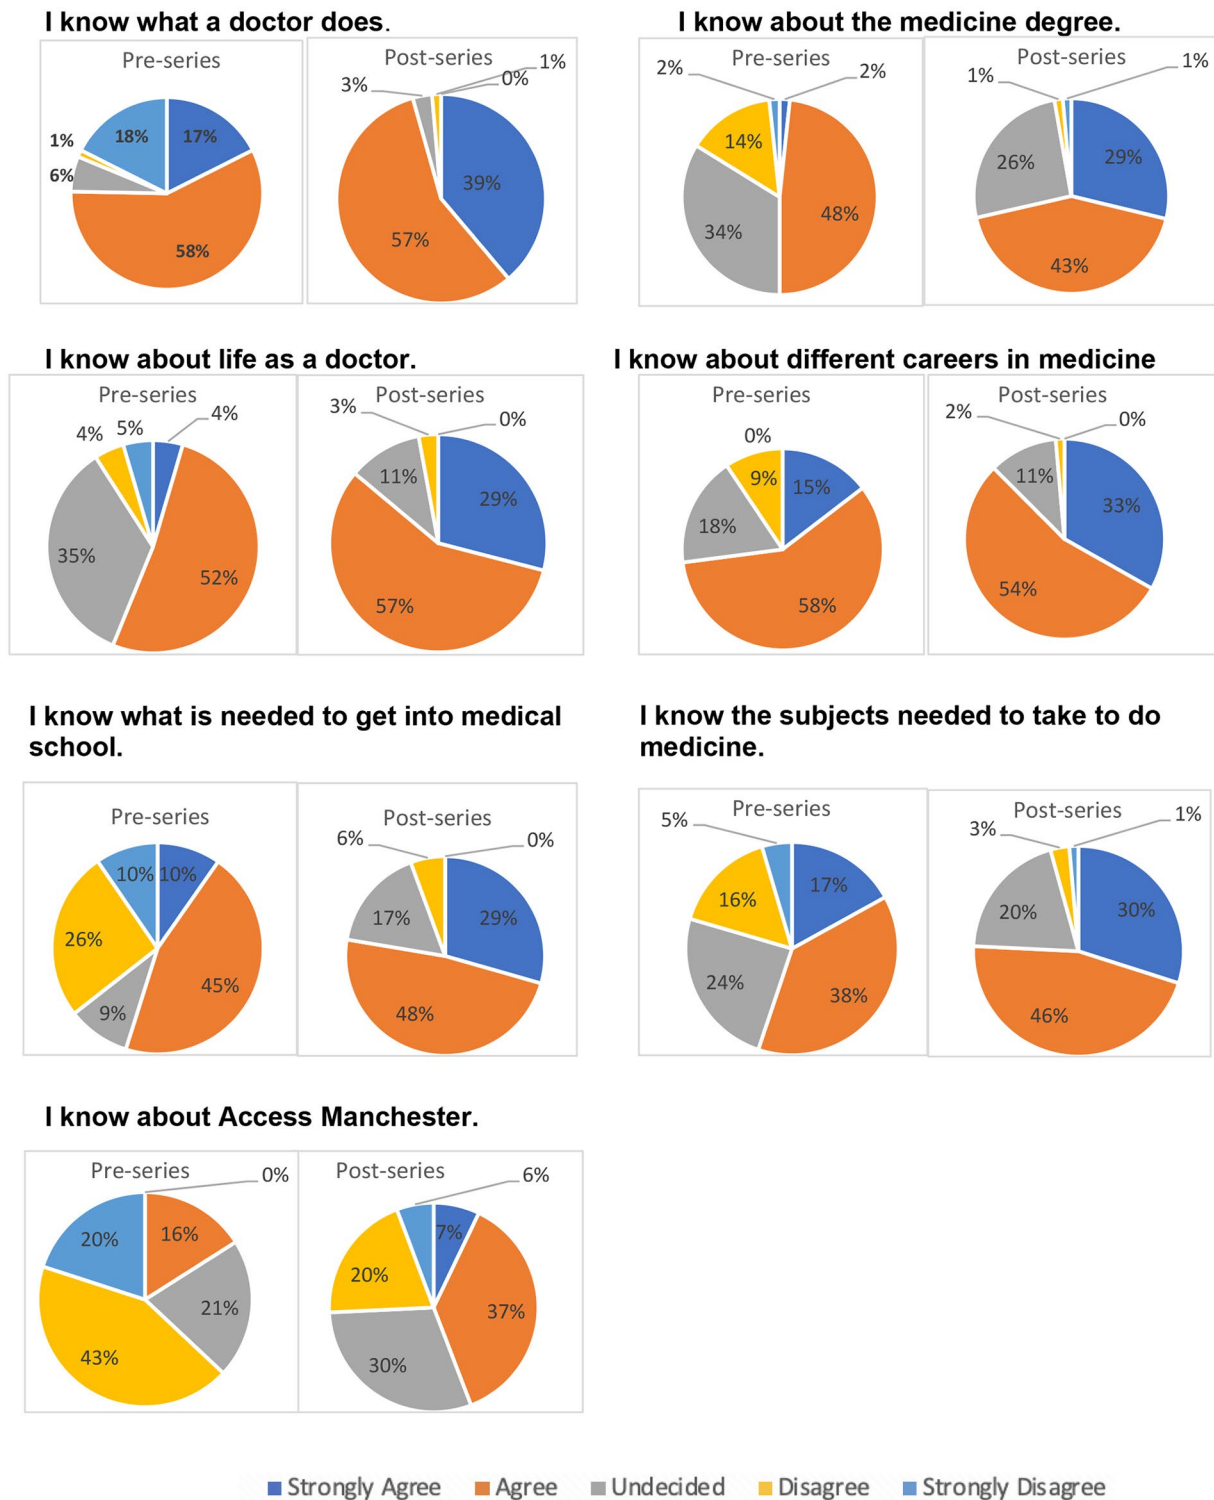 I know what a doctor does.
Pre-series
17%
58%
6%
1%
18%
Post-series
39%
57%
3%
1%
0%
I know about the medicine degree.
Pre-series
2%
48%
34%
14%
2%
Post-series
29%
43%
26%
1%
1%
I know about life as a doctor.
Pre-series
4%
52%
35%
4%
5%
Post-series
29%
57%
11%
3%
0%
I know about different careers in medicine
Pre-series
15%
58%
18%
9%
0%
Post-series
33%
54%
11%
2%
0%
I know what is needed to get into medical
school.
Pre-series
10%
45%
9%
26%
10%
Post-series
29%
48%
17%
6%
0%
I know the subjects needed to take to do
medicine.
Pre-series
17%
38%
24%
16%
5%
Post-series
30%
46%
20%
3%
1%
I know about Access Manchester.
Pre-series
0%
16%
21%
43%
20%
Post-series
7%
37%
30%
20%
6%
Strongly Agree Agree Undecided Disagree Strongly Disagree